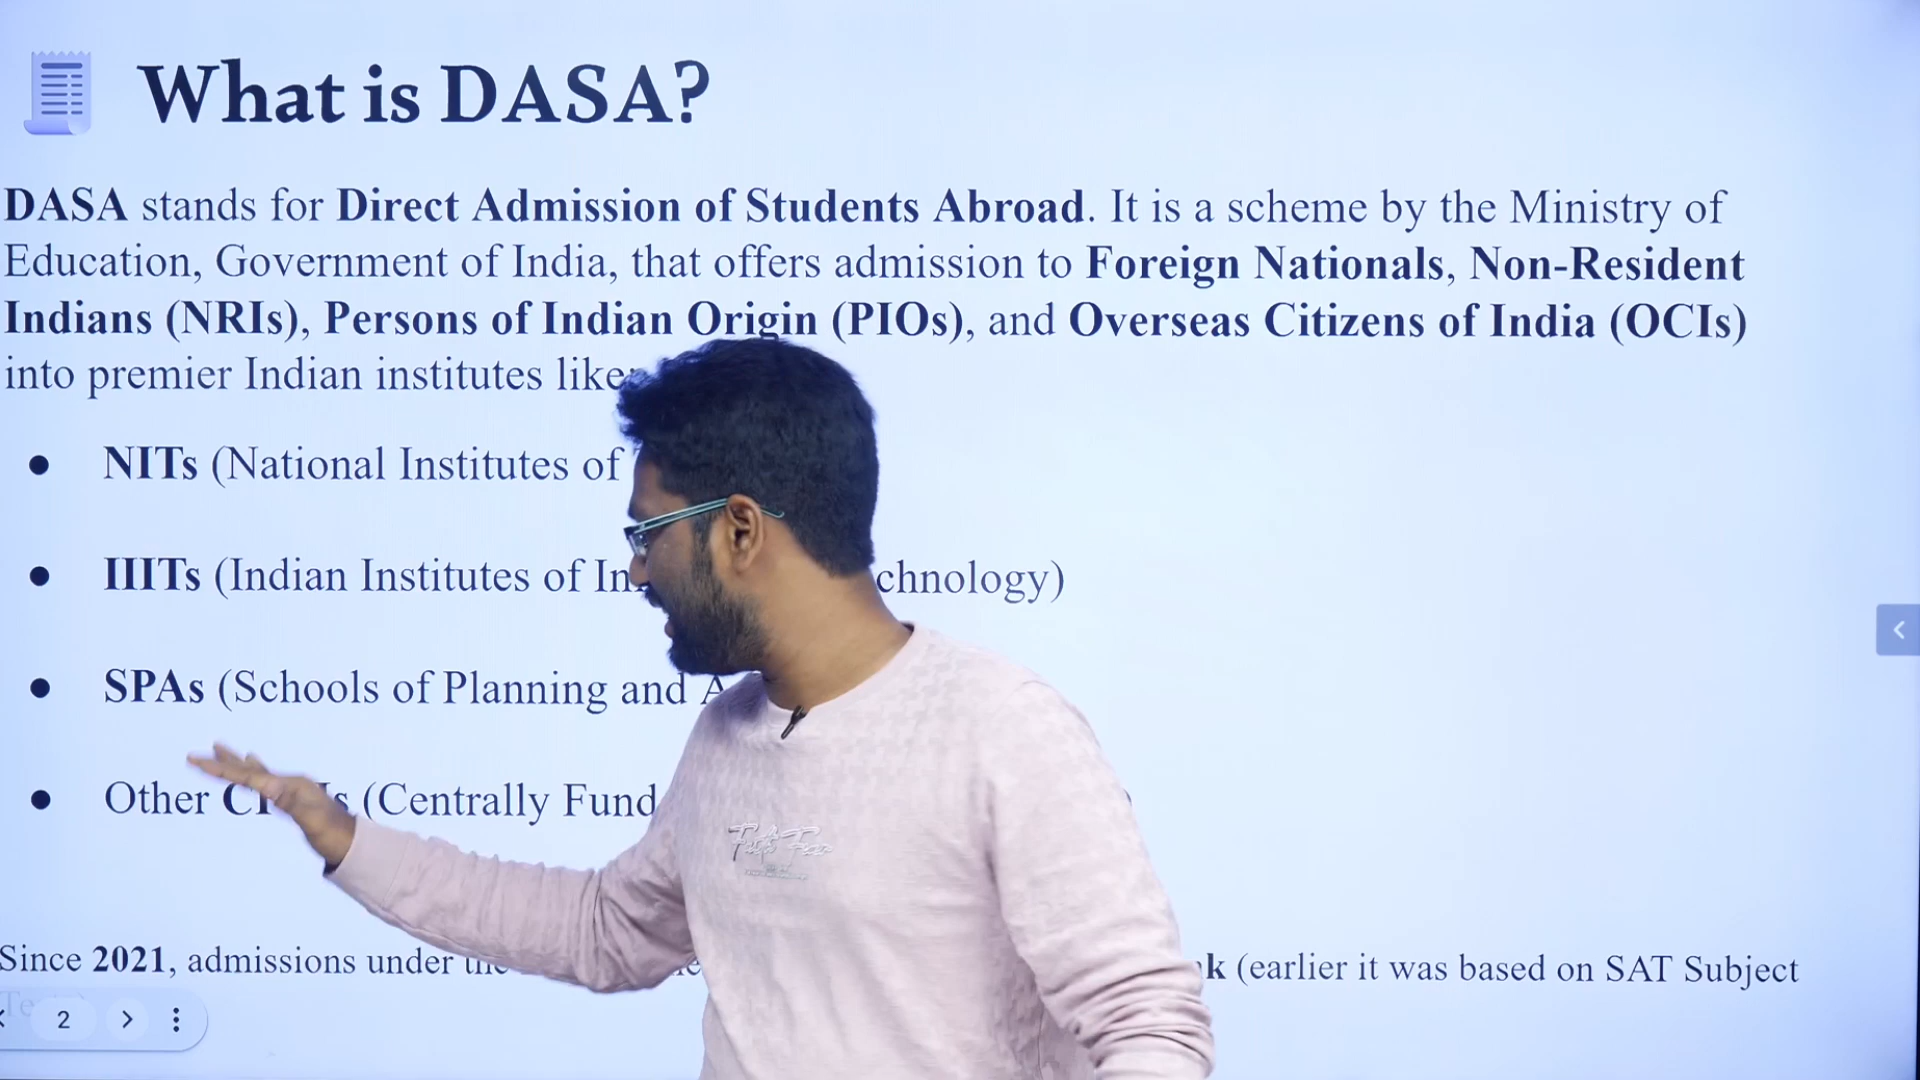 What is DASA?
DASA stands for Direct Admission of Students Abroad. It is a scheme by the Ministry of
Education, Government of India, that offers admission to Foreign Nationals, Non-Resident
Indians (NRIs), Persons of Indian Origin (PIOs), and Overseas Citizens of India (OCIs)
into premier Indian institutes like:
● NITs (National Institutes of
● IIITs (Indian Institutes of In chnology)
● SPAs (Schools of Planning and A
● Other (Centrally Fund
Since 2021, admissions under the k (earlier it was based on SAT Subject
2